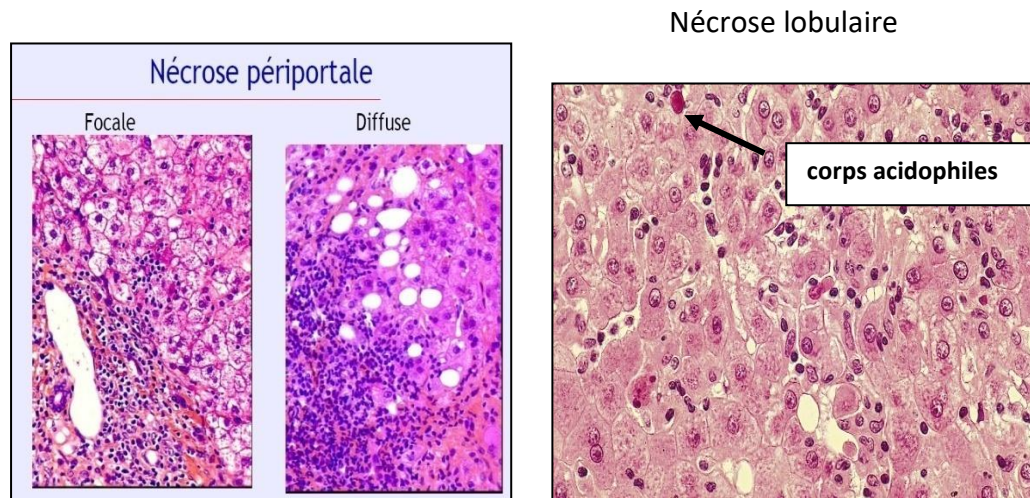 Nécrose lobulaire
Nécrose périportale
Focale
Diffuse
corps acidophiles